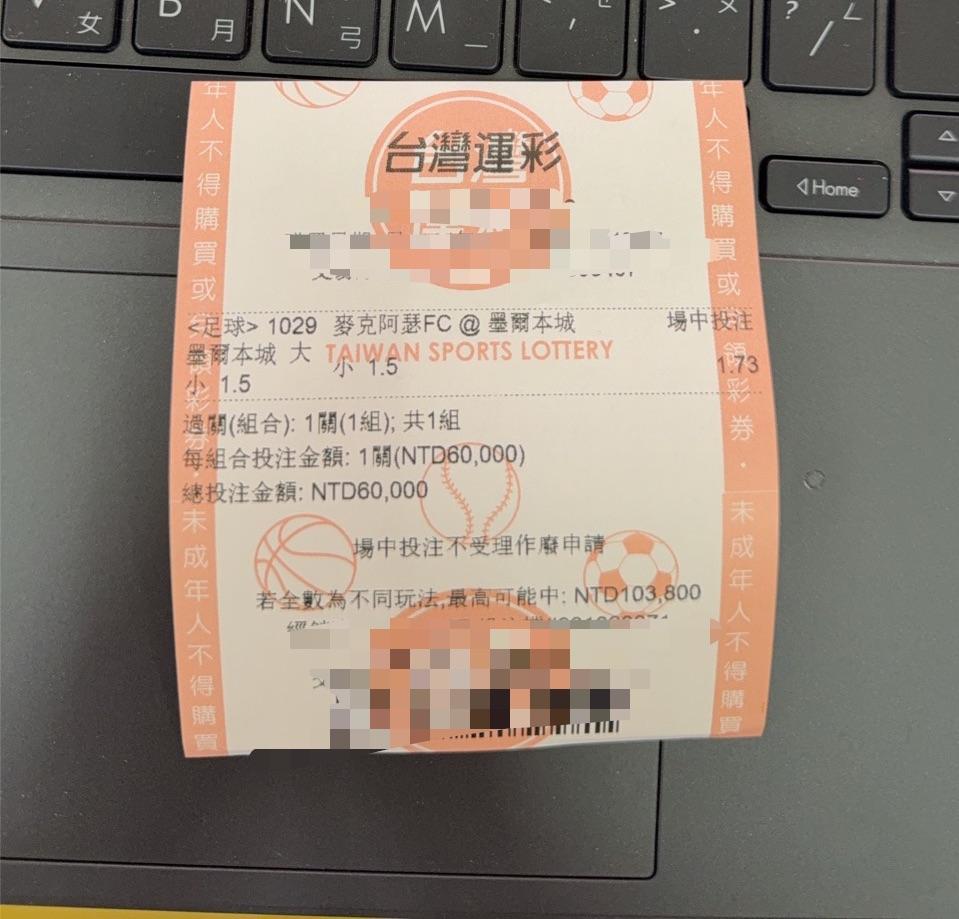 女
月
N
弓
M
一
ㄝ
ㄡ
?
/
ㄥ
Home
台灣運彩
<足球> 1029 麥克阿瑟FC @ 墨爾本城 場中投注
墨爾本城 大 小 1.5 1.73
小 1.5
TAIWAN SPORTS LOTTERY
過關(組合): 1關(1組); 共1組
每組合投注金額: 1關(NTD60,000)
總投注金額: NTD60,000
場中投注不受理作廢申請
若全數為不同玩法,最高可能中: NTD103,800
年人不得購買或領彩券.未成年人不得購買
年人不得購買或領彩券.未成年人不得購買